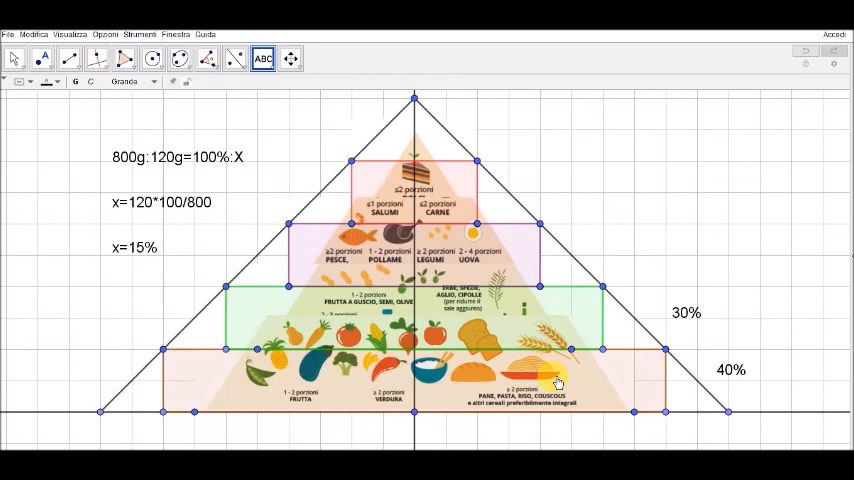 File Modifica Visualizza Opzioni Strumenti Finestra Guida Accedi
A ABC
G C Grande
800g:120g=100%:X
x=120*100/800
x=15%
≤2 porzioni
≤1 porzioni ≤2 porzioni
SALUMI CARNE
≥2 porzioni 1 - 2 porzioni ≥ 2 porzioni 2 - 4 porzioni
PESCE, POLLAME LEGUMI UOVA
1 - 2 porzioni
FRUTTA A GUSCIO, SEMI, OLIVE
ERBE, SPEZIE,
AGLIO, CIPOLLE
(per ridurre il
sale aggiunto)
30%
40%
1 - 2 porzioni
FRUTTA
≥ 2 porzioni
VERDURA
≥ 2 porzioni
PANE, PASTA, RISO, COUSCOUS
e altri cereali preferibilmente integrali